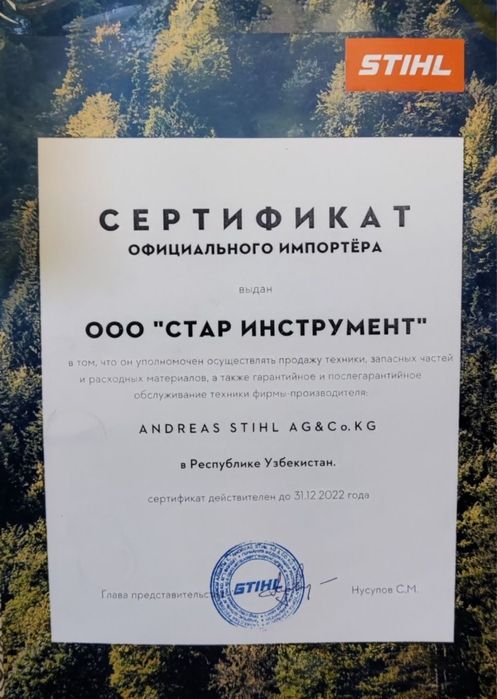 STIHL
СЕРТИФИКАТ
ОФИЦИАЛЬНОГО ИМПОРТЁРА
выдан
ООО "СТАР ИНСТРУМЕНТ"
в том, что он уполномочен осуществлять продажу техники, запасных частей
и расходных материалов, а также гарантийное и послегарантийное
обслуживание техники фирмы-производителя:
ANDREAS STIHL AG&Co.KG
в Республике Узбекистан.
сертификат действителен до 31.12.2022 года
Глава представительс
STIHL
Нусупов С.М.